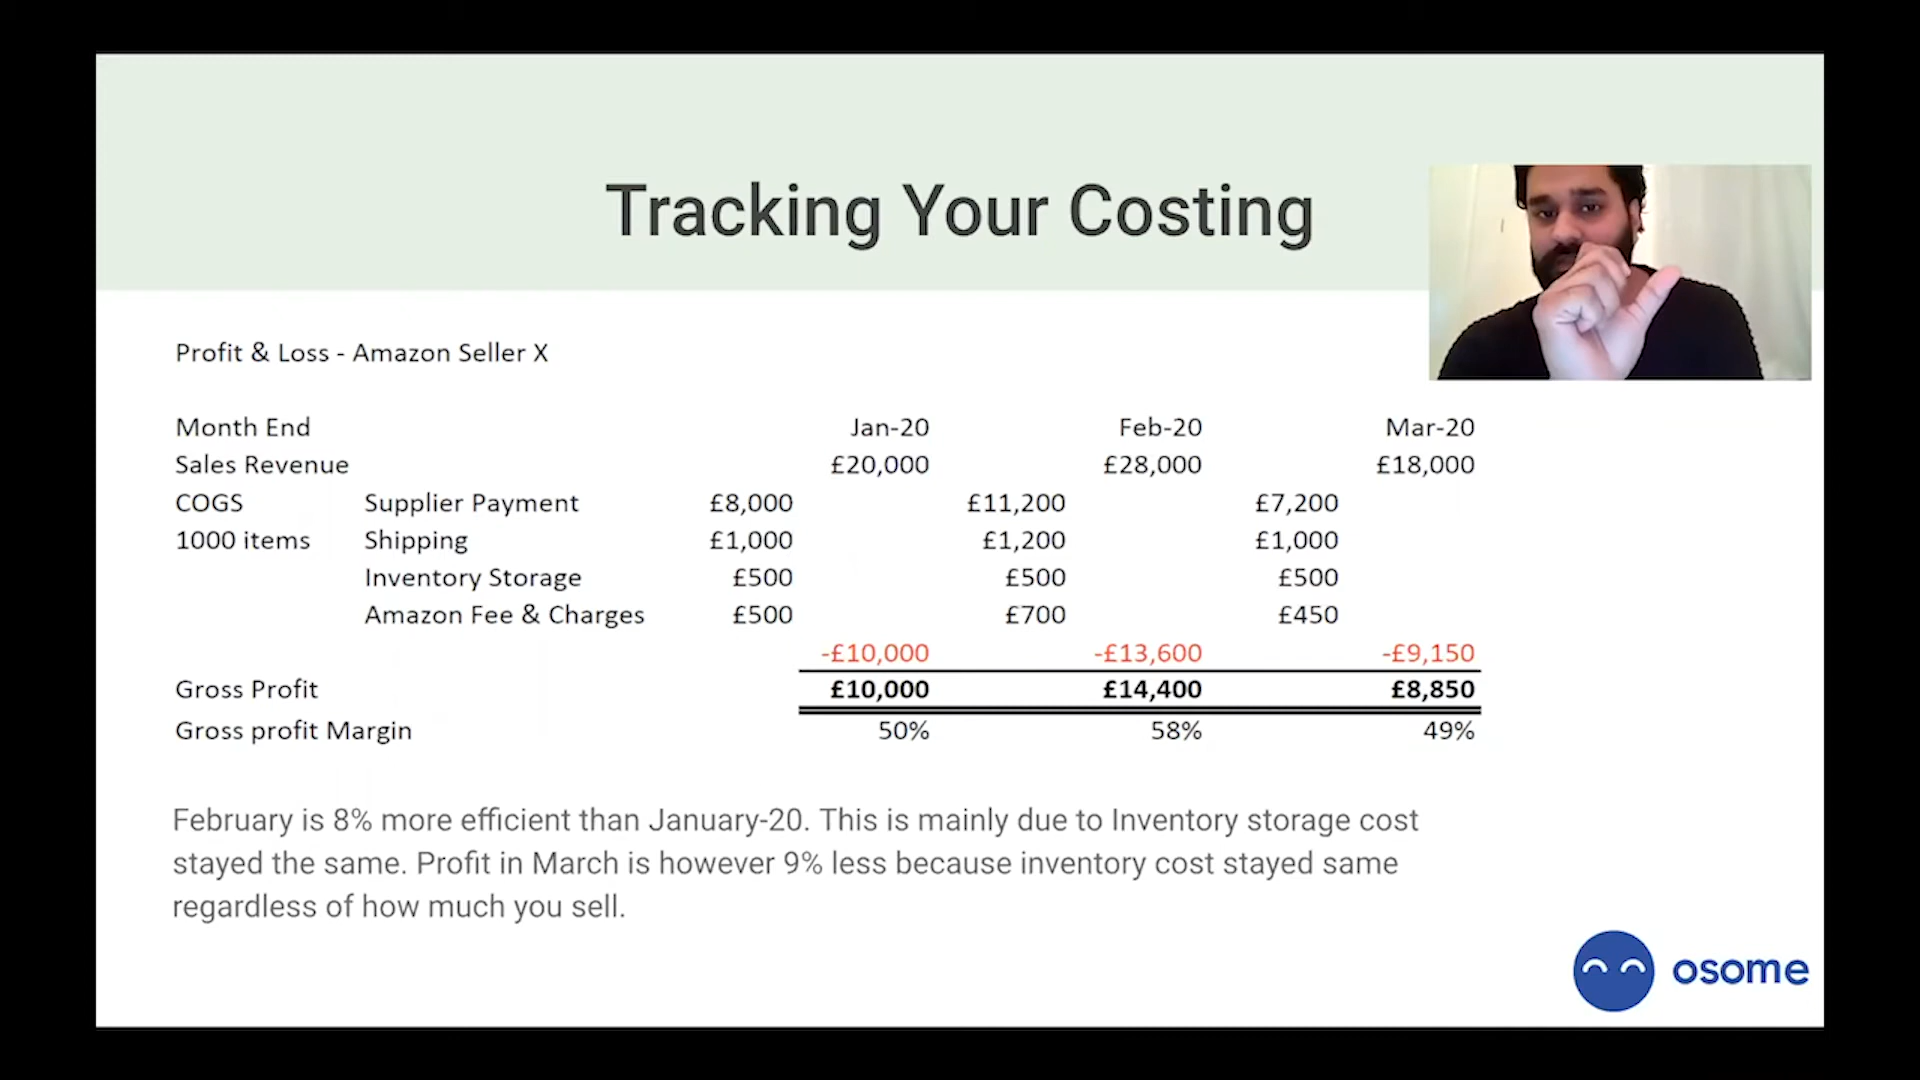 Tracking Your Costing
Profit & Loss - Amazon Seller X
Month End Jan-20 Feb-20 Mar-20
Sales Revenue £20,000 £28,000 £18,000
COGS Supplier Payment £8,000 £11,200 £7,200
1000 items Shipping £1,000 £1,200 £1,000
Inventory Storage £500 £500 £500
Amazon Fee & Charges £500 £700 £450
-£10,000 -£13,600 -£9,150
Gross Profit £10,000 £14,400 £8,850
Gross profit Margin 50% 58% 49%
February is 8% more efficient than January-20. This is mainly due to Inventory storage cost
stayed the same. Profit in March is however 9% less because inventory cost stayed same
regardless of how much you sell.
osome